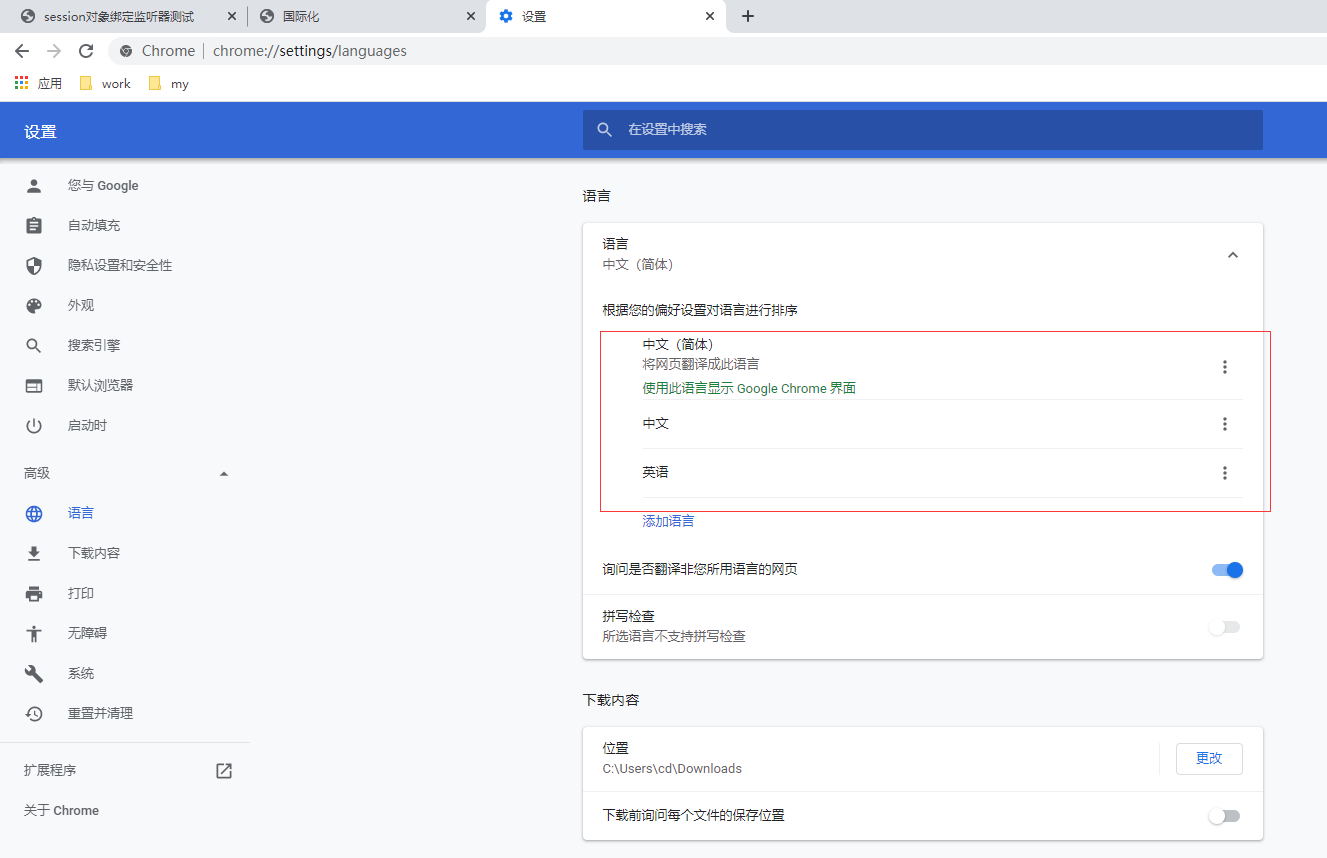 session对象绑定监听器测试
国际化
设置
Chrome
chrome://settings/languages
应用
work
my
设置
在设置中搜索
您与 Google
自动填充
隐私设置和安全性
外观
搜索引擎
默认浏览器
启动时
高级
语言
下载内容
打印
无障碍
系统
重置并清理
扩展程序
关于 Chrome
语言
语言
中文（简体）
根据您的偏好设置对语言进行排序
中文（简体）
将网页翻译成此语言
使用此语言显示 Google Chrome 界面
中文
英语
添加语言
询问是否翻译非您所用语言的网页
拼写检查
所选语言不支持拼写检查
下载内容
位置
C:\Users\cd\Downloads
更改
下载前询问每个文件的保存位置